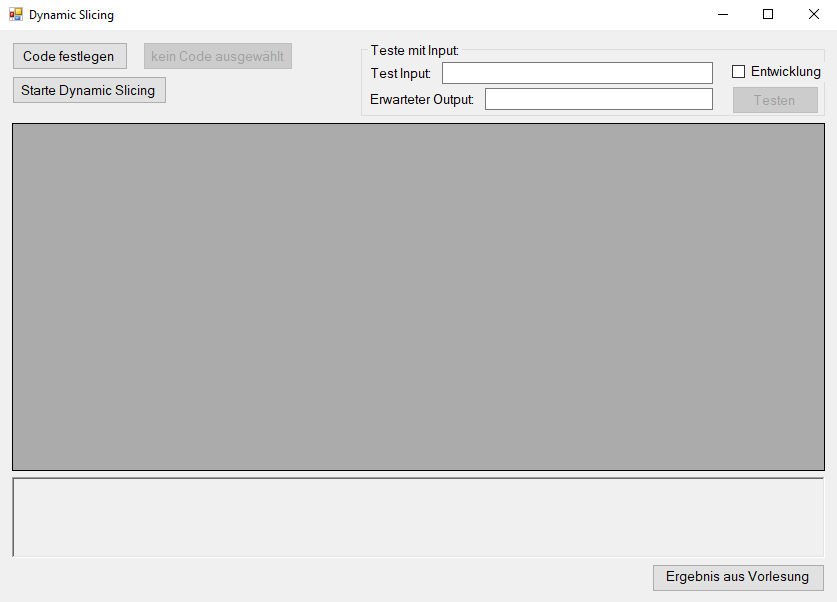 Dynamic Slicing
Code festlegen
kein Code ausgewählt
Starte Dynamic Slicing
Teste mit Input:
Test Input:
Entwicklung
Erwarteter Output:
Testen
Ergebnis aus Vorlesung